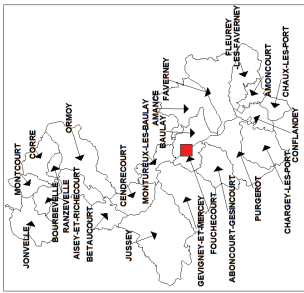 JONVELLE
MONTCOURT
CORRE
BOURBEVELLE
RANZEVELLE
AISEY-ET-RICHECOURT
ORMOY
BETAUCOURT
CENDRECOURT
JUSSEY
MONTUREUX-LES-BAULAY
BAULAY
AMANCE
FAVERNEY
FLEUREY
LES-FAVERNEY
AMONCOURT
CHAUX-LES-PORT
CONFLANDEY
CHARGEY-LES-PORT
PURGEROT
ABONCOURT-GESINCOURT
FOUCHECOURT
GEVIGNEY-ET-MERCEY